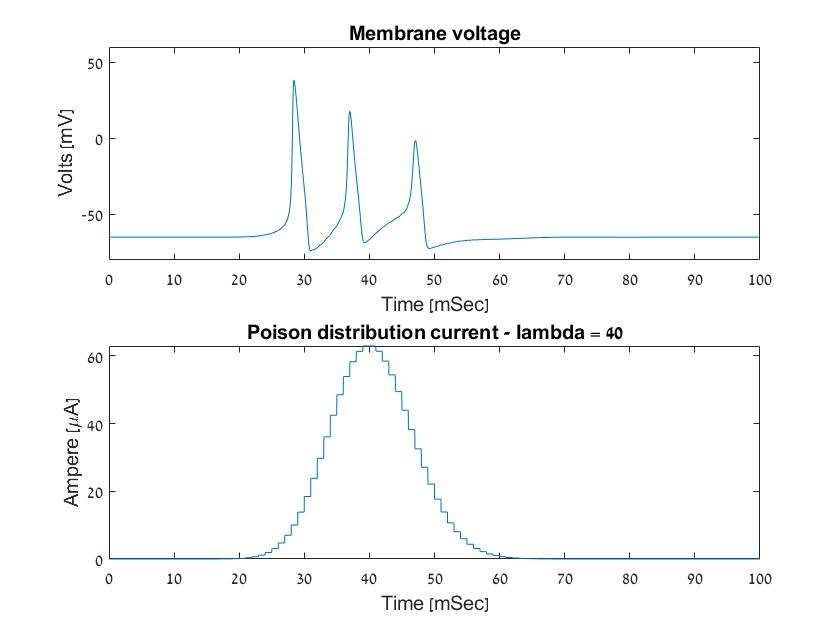 Membrane voltage
50
0
-50
Volts [mV]
0 10 20 30 40 50 60 70 80 90 100
Time [mSec]
Poison distribution current - lambda = 40
60
40
20
0
Ampere [μA]
0 10 20 30 40 50 60 70 80 90 100
Time [mSec]